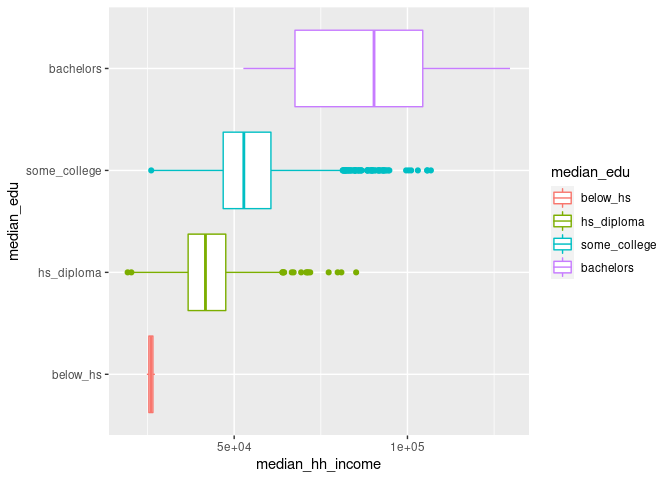 bachelors
some_college
hs_diploma
below_hs
median_edu
5e+04
1e+05
median_hh_income
median_edu
below_hs
hs_diploma
some_college
bachelors